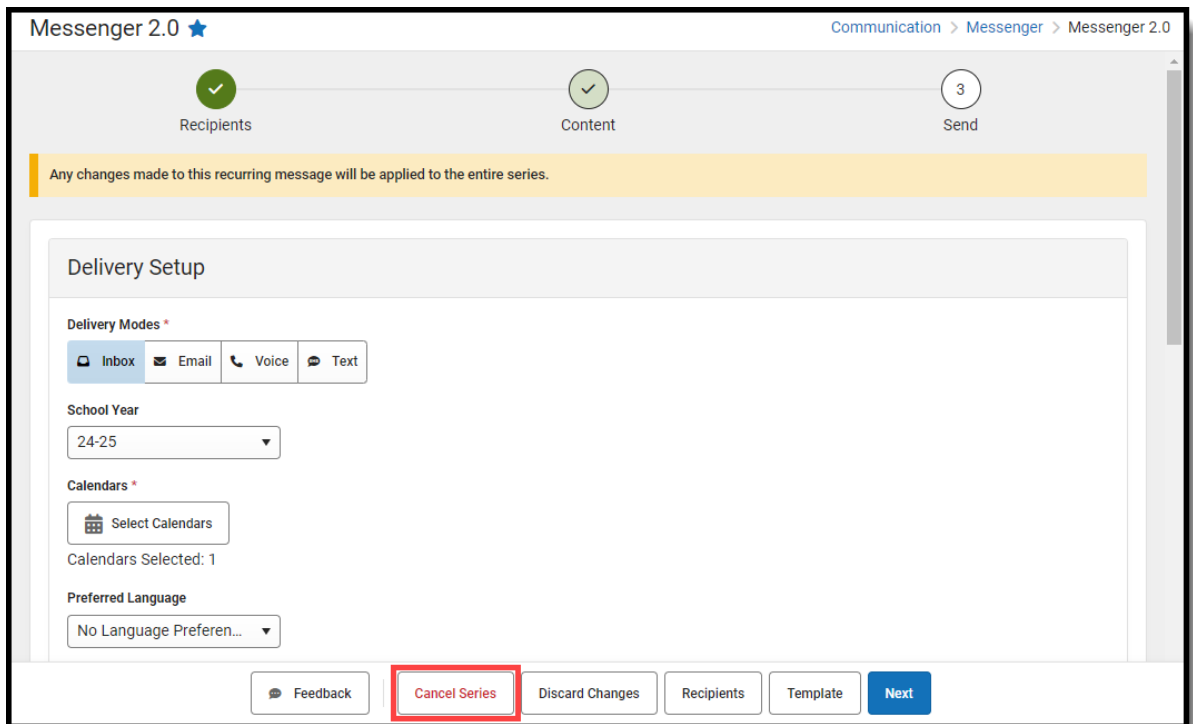 Messenger 2.0
Communication > Messenger > Messenger 2.0
3
Recipients
Content
Send
Any changes made to this recurring message will be applied to the entire series.
Delivery Setup
Delivery Modes *
Inbox Email Voice Text
School Year
24-25
Calendars *
Select Calendars
Calendars Selected: 1
Preferred Language
No Language Preferen...
Feedback Cancel Series Discard Changes Recipients Template Next